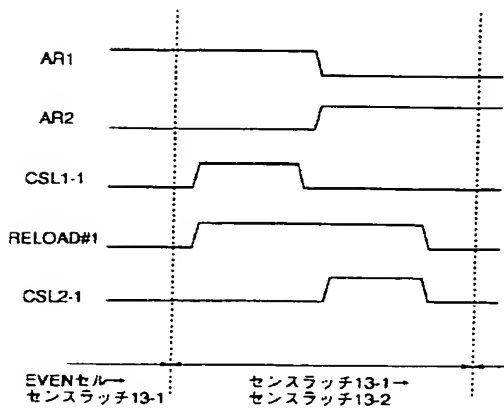 AR1
AR2
CSL1-1
RELOAD#1
CSL2-1
EVENセル→
センスラッチ13-1
センスラッチ13-1→
センスラッチ13-2